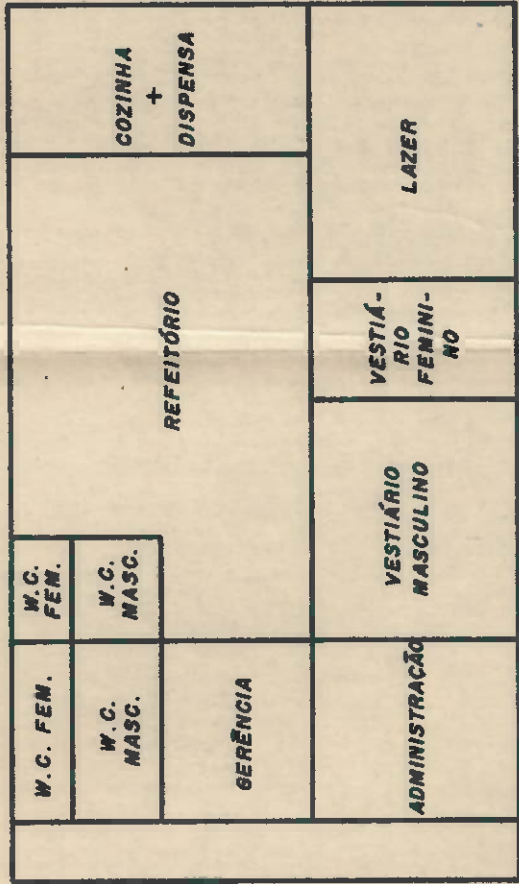 W.C. FEM.
W.C.
FEM.
W.C.
MASC.
W.C.
MASC.
GERÊNCIA
REFEITÓRIO
COZINHA
+
DISPENSA
ADMINISTRAÇÃO
VESTIÁRIO
MASCULINO
VESTIÁ-
RIO
FEMINI-
NO
LAZER